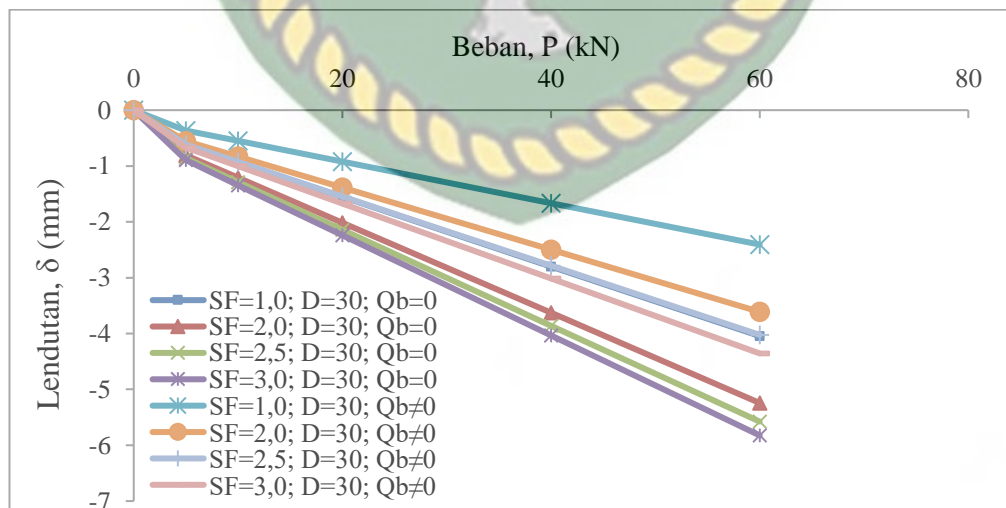 Beban, P (kN)
0 20 40 60 80
0
-1
-2
-3
-4
-5
-6
-7
Lendutan, δ (mm)
SF=1,0; D=30; Qb=0
SF=2,0; D=30; Qb=0
SF=2,5; D=30; Qb=0
SF=3,0; D=30; Qb=0
SF=1,0; D=30; Qb≠0
SF=2,0; D=30; Qb≠0
SF=2,5; D=30; Qb≠0
SF=3,0; D=30; Qb≠0